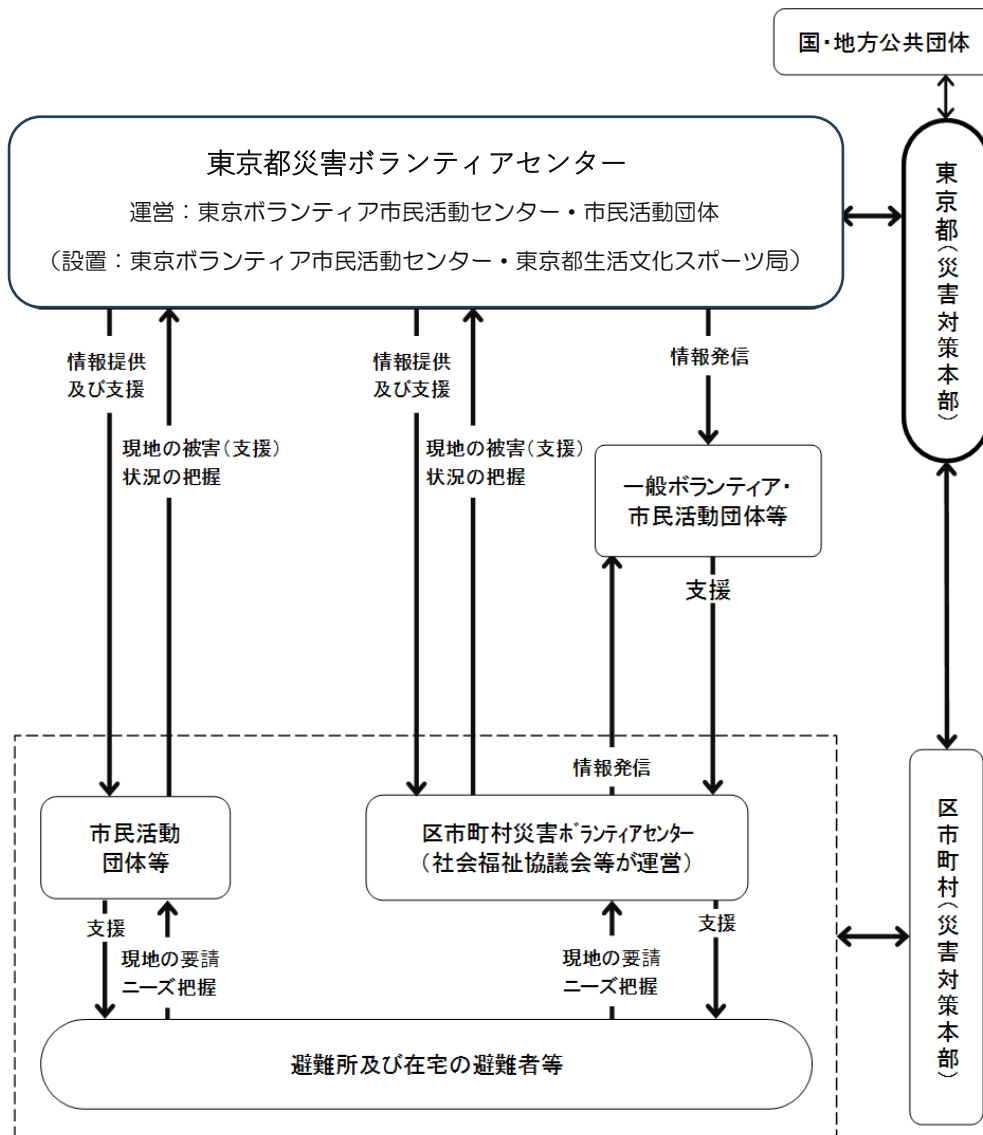 国・地方公共団体
東京都災害ボランティアセンター
運営：東京ボランティア市民活動センター・市民活動団体
（設置：東京ボランティア市民活動センター・東京都生活文化スポーツ局）
東京都（災害対策本部）
情報提供
及び支援
現地の被害（支援）
状況の把握
情報提供
及び支援
現地の被害（支援）
状況の把握
情報発信
一般ボランティア・
市民活動団体等
支援
情報発信
市民活動
団体等
区市町村災害ﾎﾞﾗﾝﾃｨｱｾﾝﾀｰ
（社会福祉協議会等が運営）
区市町村（災害対策本部）
支援
現地の要請
ニーズ把握
現地の要請
ニーズ把握
支援
避難所及び在宅の避難者等